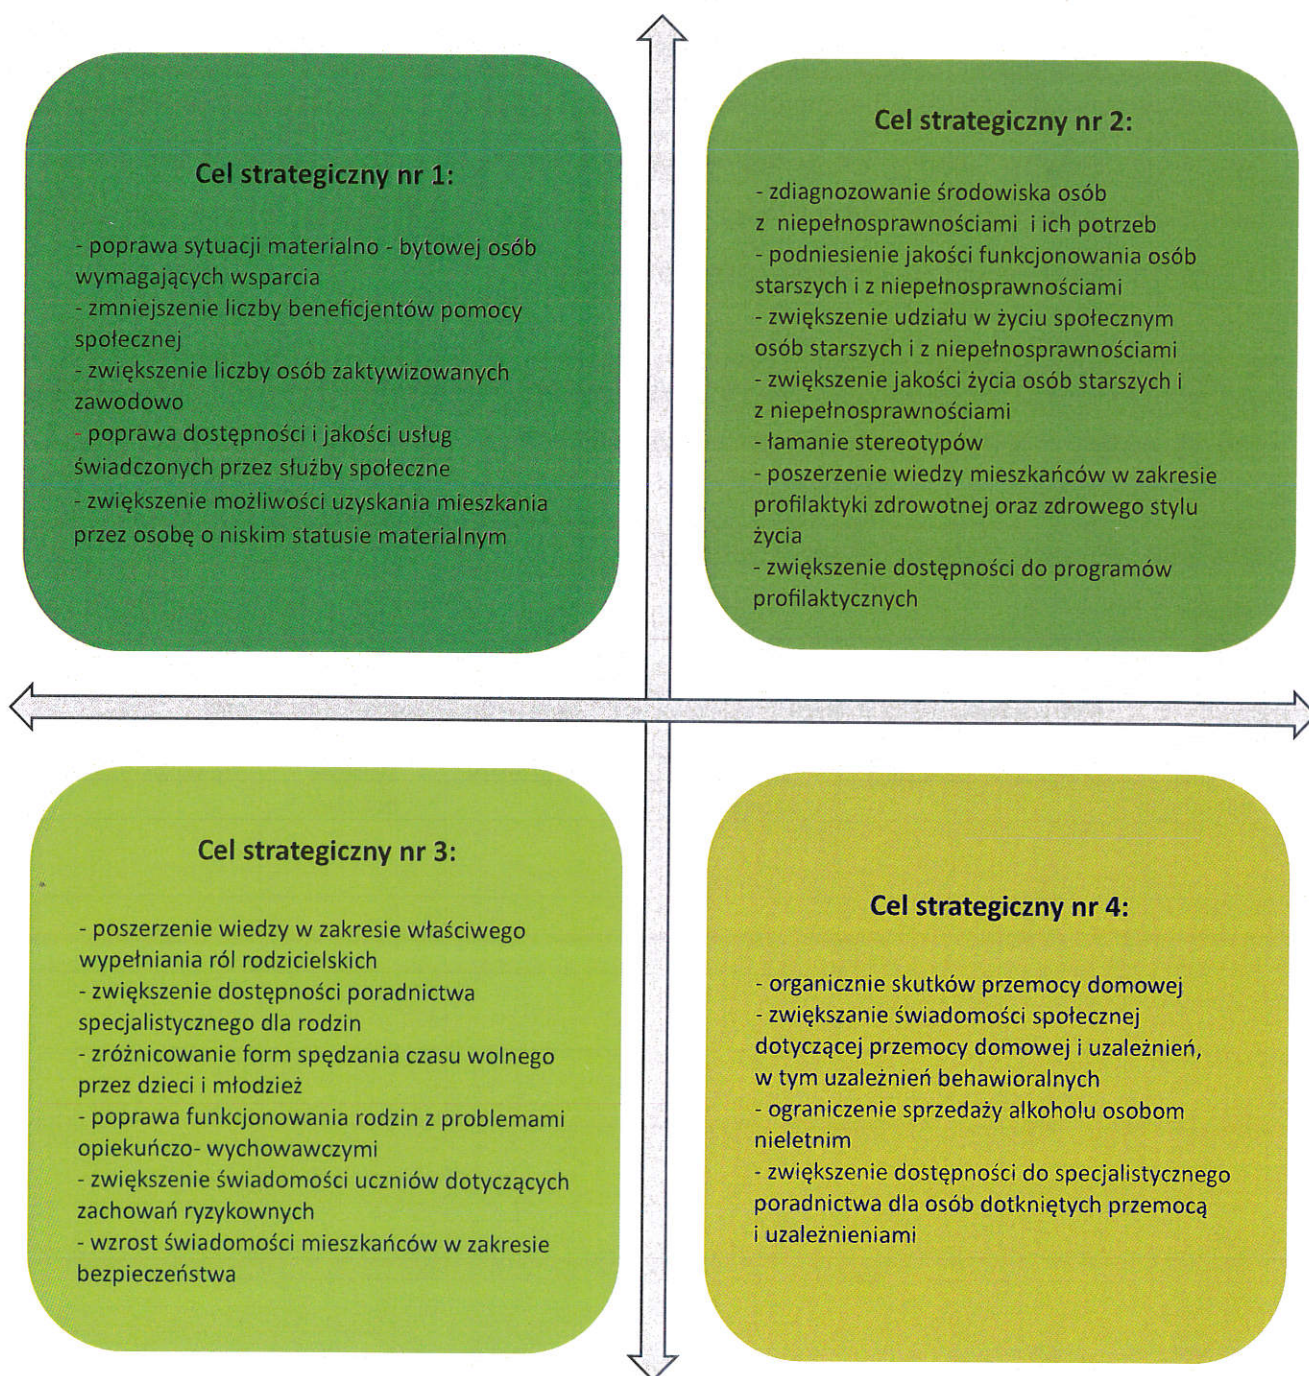 Cel strategiczny nr 1:
- poprawa sytuacji materialno - bytowej osób
wymagających wsparcia
- zmniejszenie liczby beneficjentów pomocy
społecznej
- zwiększenie liczby osób zaktywizowanych
zawodowo
- poprawa dostępności i jakości usług
świadczonych przez służby społeczne
- zwiększenie możliwości uzyskania mieszkania
przez osobę o niskim statusie materialnym
Cel strategiczny nr 2:
- zdiagnozowanie środowiska osób
z niepełnosprawnościami i ich potrzeb
- podniesienie jakości funkcjonowania osób
starszych i z niepełnosprawnościami
- zwiększenie udziału w życiu społecznym
osób starszych i z niepełnosprawnościami
- zwiększenie jakości życia osób starszych i
z niepełnosprawnościami
- łamanie stereotypów
- poszerzenie wiedzy mieszkańców w zakresie
profilaktyki zdrowotnej oraz zdrowego stylu
życia
- zwiększenie dostępności do programów
profilaktycznych
Cel strategiczny nr 3:
- poszerzenie wiedzy w zakresie właściwego
wypełniania ról rodzicielskich
- zwiększenie dostępności poradnictwa
specjalistycznego dla rodzin
- zróżnicowanie form spędzania czasu wolnego
przez dzieci i młodzież
- poprawa funkcjonowania rodzin z problemami
opiekuńczo- wychowawczymi
- zwiększenie świadomości uczniów dotyczących
zachowań ryzykownych
- wzrost świadomości mieszkańców w zakresie
bezpieczeństwa
Cel strategiczny nr 4:
- organicznie skutków przemocy domowej
- zwiększanie świadomości społecznej
dotyczącej przemocy domowej i uzależnień,
w tym uzależnień behawioralnych
- ograniczenie sprzedaży alkoholu osobom
nieletnim
- zwiększenie dostępności do specjalistycznego
poradnictwa dla osób dotkniętych przemocą
i uzależnieniami